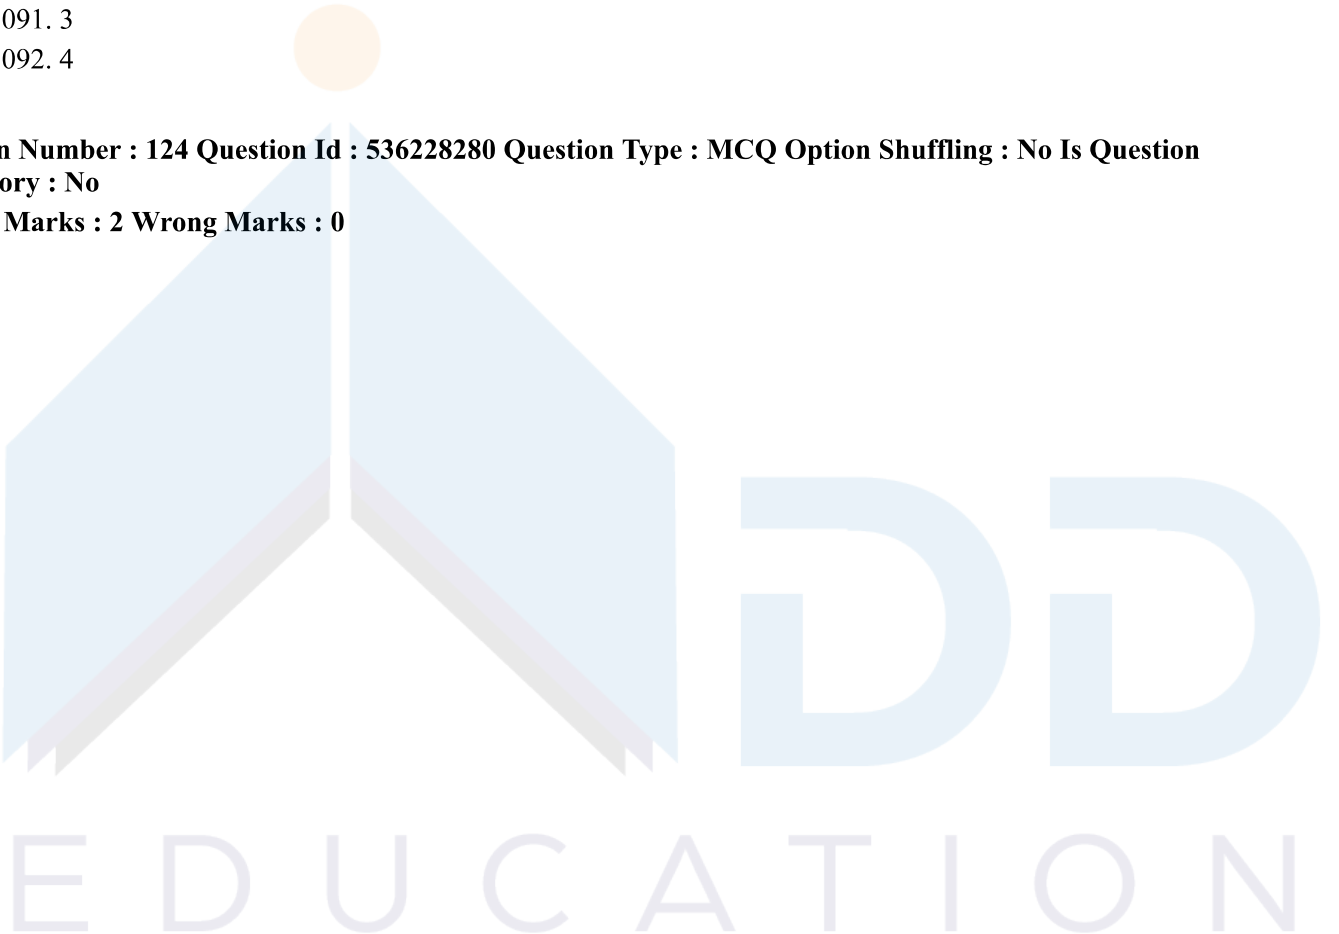 091. 3
092. 4
n Number : 124 Question Id : 536228280 Question Type : MCQ Option Shuffling : No Is Question
ory : No
Marks : 2 Wrong Marks : 0
DD
EDUCATION